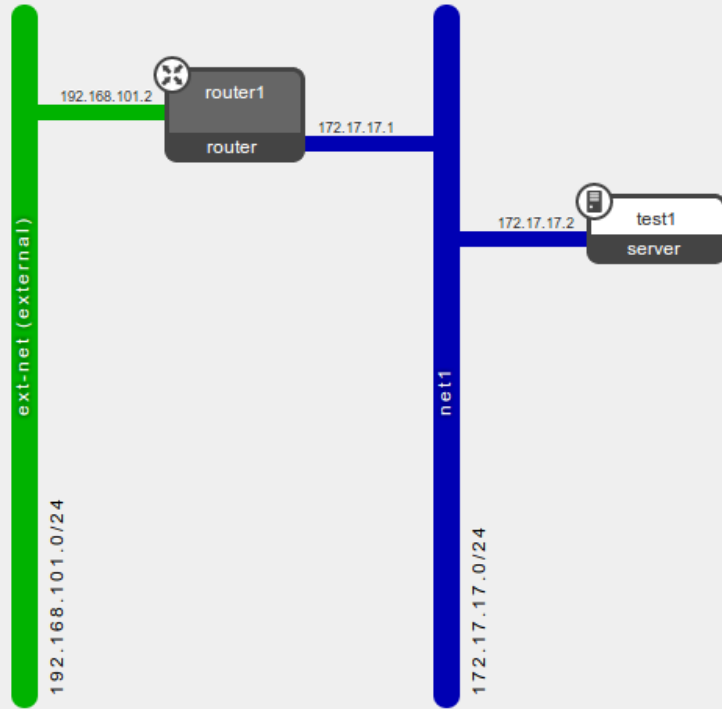 192.168.101.2
router1
router
172.17.17.1
172.17.17.2
test1
server
ext-net (external)
192.168.101.0/24
net1
172.17.17.0/24